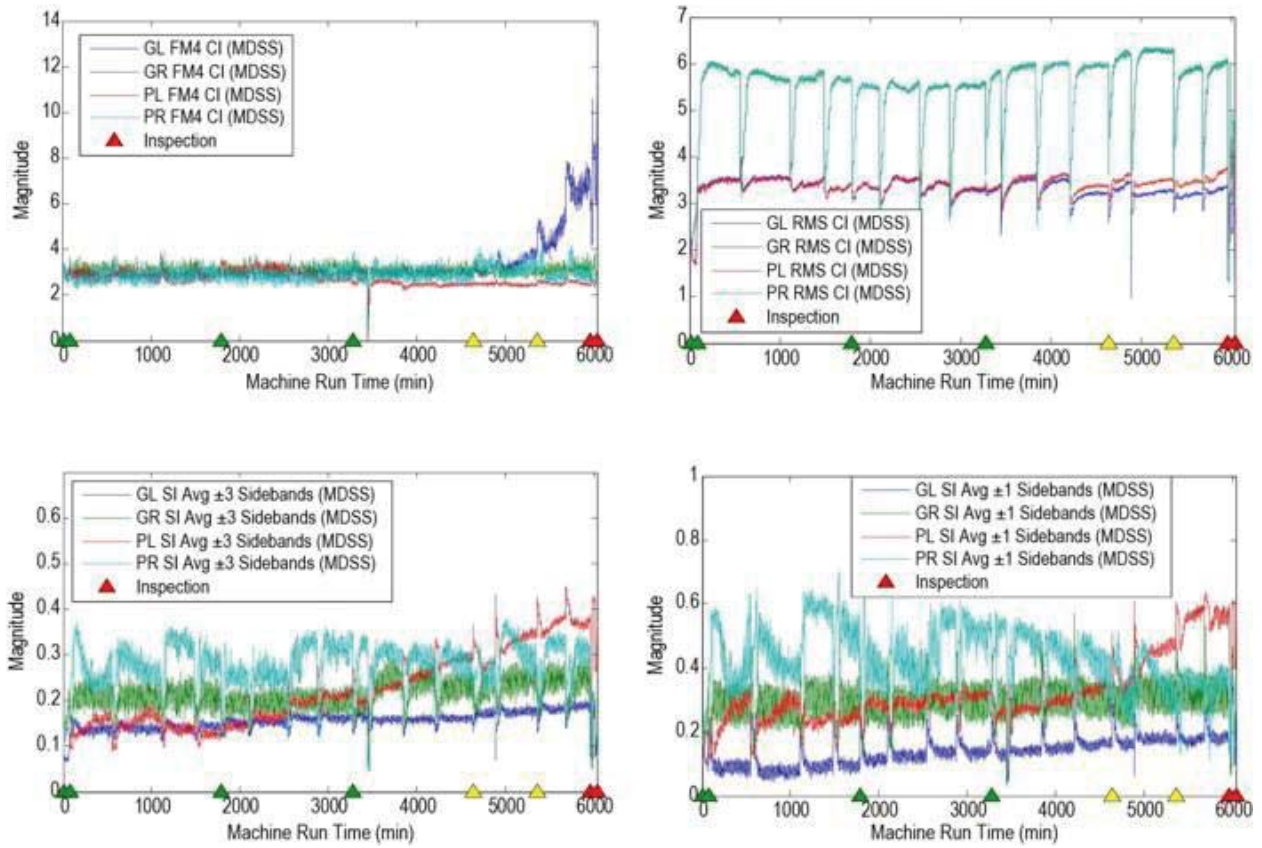 14
12
10
8
6
4
2
0
Magnitude
GL FM4 CI (MDSS)
GR FM4 CI (MDSS)
PL FM4 CI (MDSS)
PR FM4 CI (MDSS)
Inspection
0 1000 2000 3000 4000 5000 6000
Machine Run Time (min)
7
6
5
4
3
2
1
0
Magnitude
GL RMS CI (MDSS)
GR RMS CI (MDSS)
PL RMS CI (MDSS)
PR RMS CI (MDSS)
Inspection
0 1000 2000 3000 4000 5000 6000
Machine Run Time (min)
0.6
0.5
0.4
0.3
0.2
0.1
0
Magnitude
GL SI Avg ±3 Sidebands (MDSS)
GR SI Avg ±3 Sidebands (MDSS)
PL SI Avg ±3 Sidebands (MDSS)
PR SI Avg ±3 Sidebands (MDSS)
Inspection
0 1000 2000 3000 4000 5000 6000
Machine Run Time (min)
1
0.8
0.6
0.4
0.2
0
Magnitude
GL SI Avg ±1 Sidebands (MDSS)
GR SI Avg ±1 Sidebands (MDSS)
PL SI Avg ±1 Sidebands (MDSS)
PR SI Avg ±1 Sidebands (MDSS)
Inspection
0 1000 2000 3000 4000 5000 6000
Machine Run Time (min)